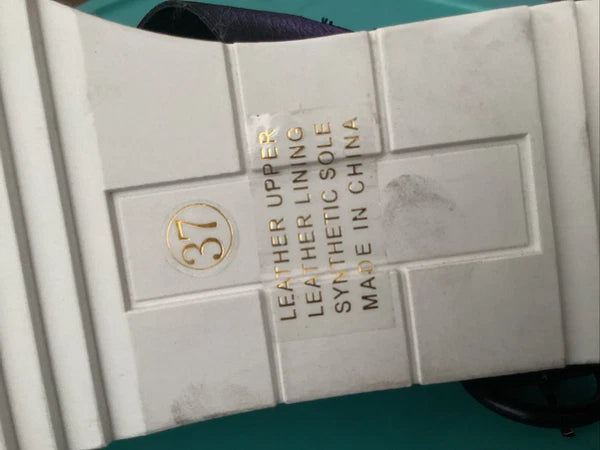 37
LEATHER UPPER
LEATHER LINING
SYNTHETIC SOLE
MADE IN CHINA